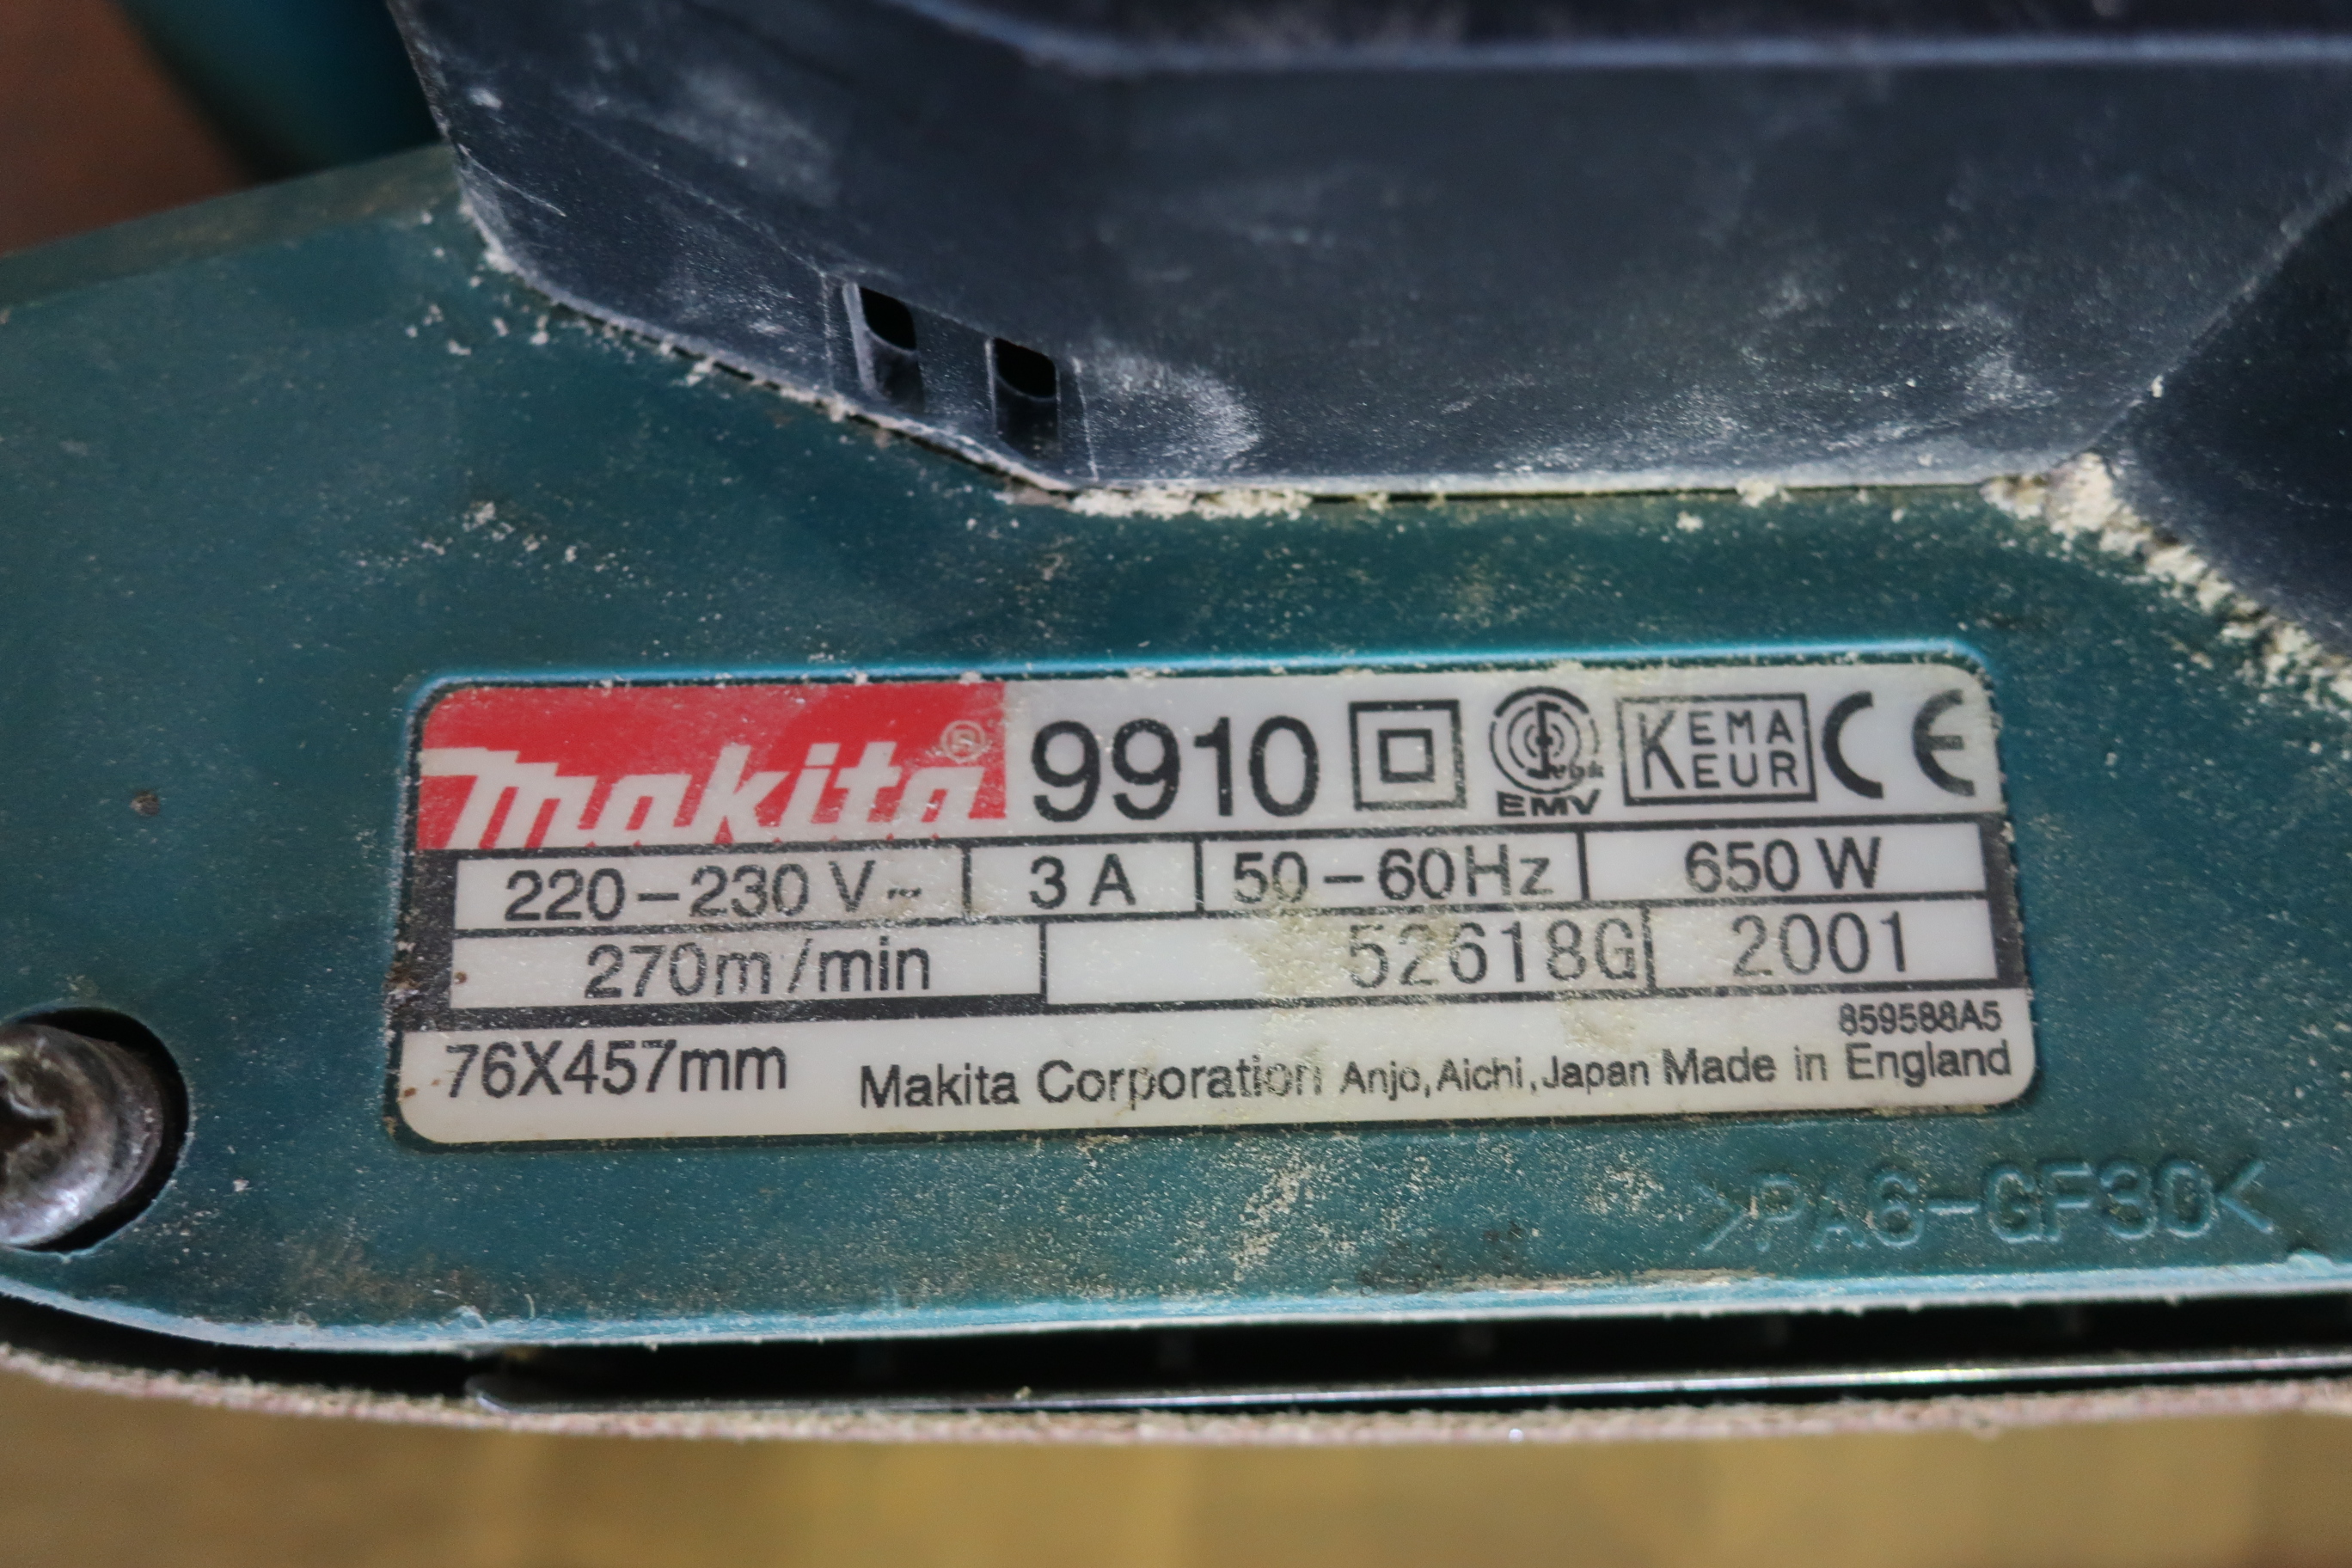 makita® 9910 EMV KEMA KEUR CE
220–230 V~ 3 A 50–60Hz 650 W
270m/min 52618G 2001
859588A5
76X457mm Makita Corporation Anjo, Aichi, Japan Made in England
>PA6-GF30<